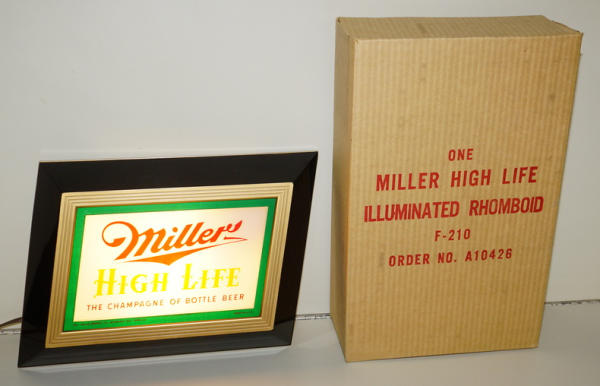 Miller
HIGH LIFE
THE CHAMPAGNE OF BOTTLE BEER
ONE
MILLER HIGH LIFE
ILLUMINATED RHOMBOID
F-210
ORDER NO. A10426